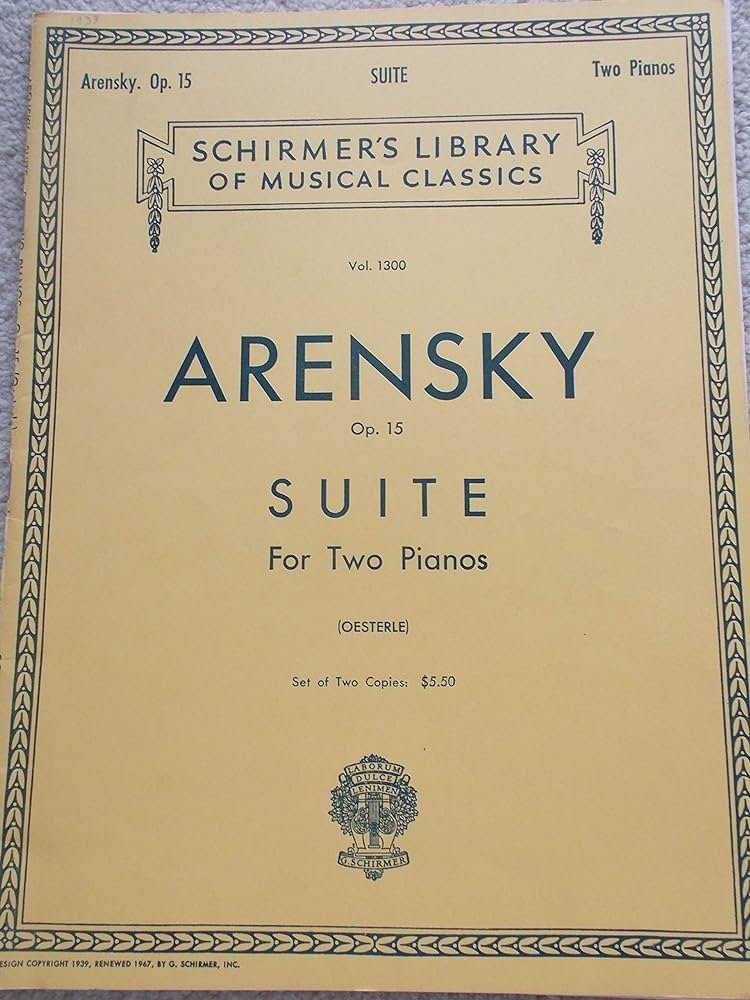 Arensky. Op. 15 SUITE Two Pianos
SCHIRMER'S LIBRARY
OF MUSICAL CLASSICS
Vol. 1300
ARENSKY
Op. 15
SUITE
For Two Pianos
(OESTERLE)
Set of Two Copies: $5.50
LABORUM
DULCE
LENIMEN
G. SCHIRMER
ESIGN COPYRIGHT 1939, RENEWED 1967, BY G. SCHIRMER, INC.